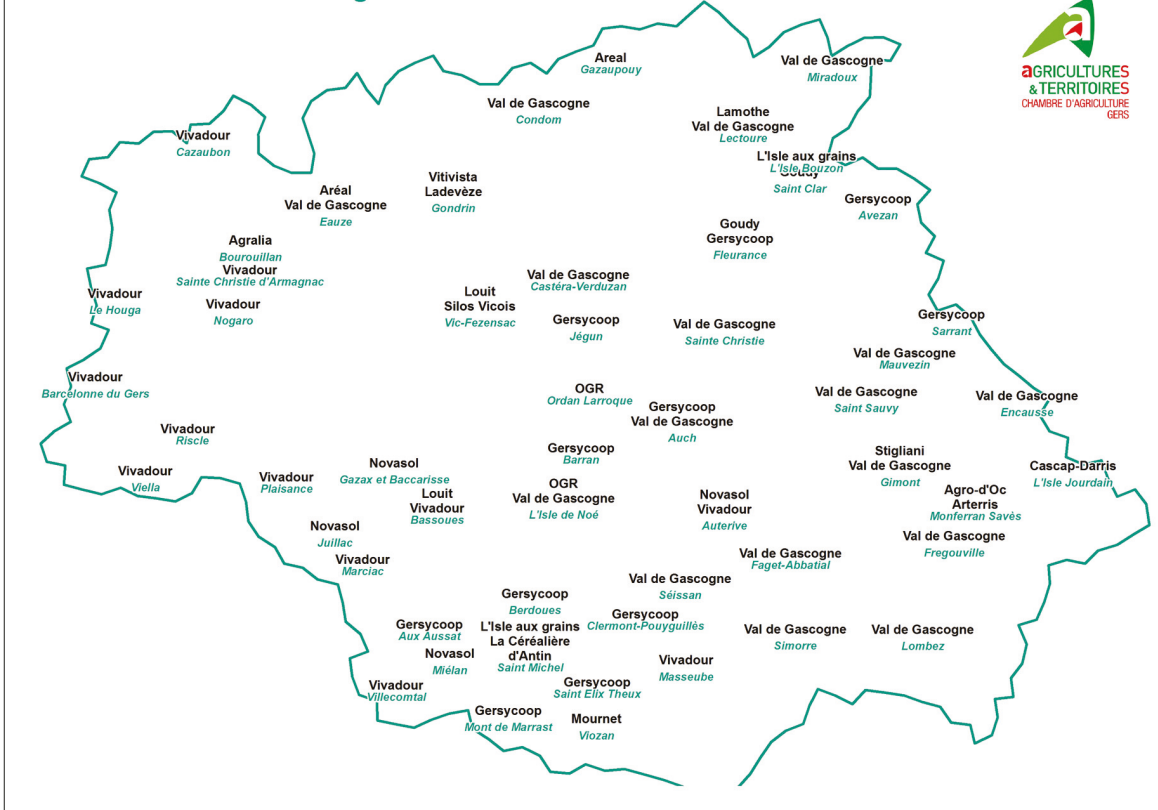 aGRICULTURES
& TERRITOIRES
CHAMBRE D'AGRICULTURE
GERS
Areal
Gazaupouy
Val de Gascogne
Miradoux
Val de Gascogne
Condom
Lamothe
Val de Gascogne
Lectoure
Vivadour
Cazaubon
L'Isle aux grains
L'Isle Bouzon
Goudy
Saint Clar
Vitivista
Ladevèze
Gondrin
Aréal
Val de Gascogne
Eauze
Gersycoop
Avezan
Goudy
Gersycoop
Fleurance
Agralia
Bourouillan
Vivadour
Sainte Christie d'Armagnac
Val de Gascogne
Castéra-Verduzan
Vivadour
Le Houga
Vivadour
Nogaro
Louit
Silos Vicois
Vic-Fezensac
Gersycoop
Jégun
Val de Gascogne
Sainte Christie
Gersycoop
Sarrant
Val de Gascogne
Mauvezin
Vivadour
Barcelonne du Gers
OGR
Ordan Larroque
Val de Gascogne
Saint Sauvy
Val de Gascogne
Encausse
Gersycoop
Val de Gascogne
Auch
Vivadour
Riscle
Gersycoop
Barran
Stigliani
Val de Gascogne
Gimont
Cascap-Darris
L'Isle Jourdain
Vivadour
Viella
Vivadour
Plaisance
Novasol
Gazax et Baccarisse
Louit
Vivadour
Bassoues
OGR
Val de Gascogne
L'Isle de Noé
Novasol
Vivadour
Auterive
Agro-d'Oc
Arterris
Monferran Savès
Novasol
Juillac
Val de Gascogne
Fregouville
Vivadour
Marciac
Val de Gascogne
Faget-Abbatial
Val de Gascogne
Séissan
Gersycoop
Berdoues
Gersycoop
Clermont-Pouyguillès
Gersycoop
Aux Aussat
L'Isle aux grains
La Céréalière
d'Antin
Saint Michel
Val de Gascogne
Simorre
Val de Gascogne
Lombez
Novasol
Miélan
Vivadour
Masseube
Vivadour
Villecomtal
Gersycoop
Saint Elix Theux
Gersycoop
Mont de Marrast
Mournet
Viozan